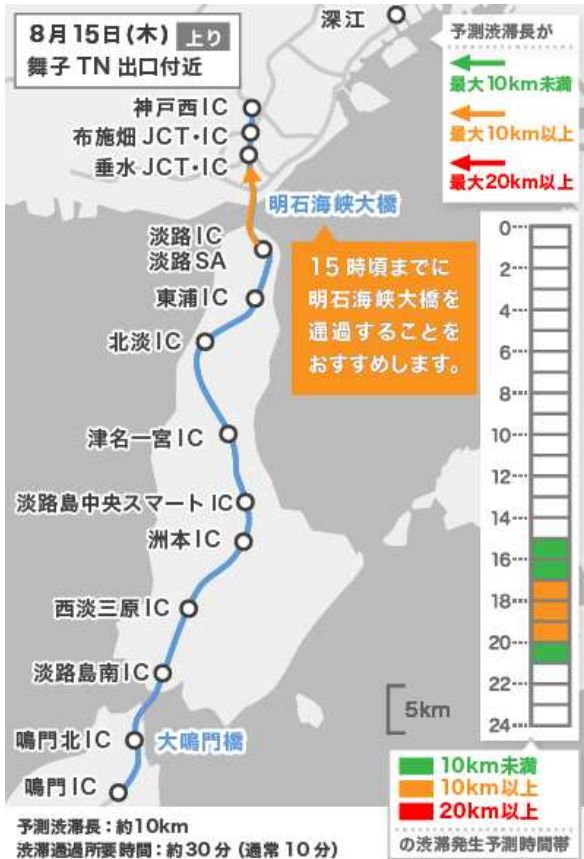 8月15日(木) 上り
舞子TN出口付近
深江
予測渋滞長が
最大10km未満
最大10km以上
最大20km以上
神戸西IC
布施畑JCT・IC
垂水JCT・IC
明石海峡大橋
淡路IC
淡路SA
15時頃までに
明石海峡大橋を
通過することを
おすすめします。
東浦IC
北淡IC
津名一宮IC
淡路島中央スマートIC
洲本IC
西淡三原IC
淡路島南IC
鳴門北IC
大鳴門橋
鳴門IC
5km
0
2
4
6
8
10
12
14
16
18
20
22
24
10km未満
10km以上
20km以上
の渋滞発生予測時間帯
予測渋滞長:約10km
渋滞通過所要時間:約30分(通常10分)